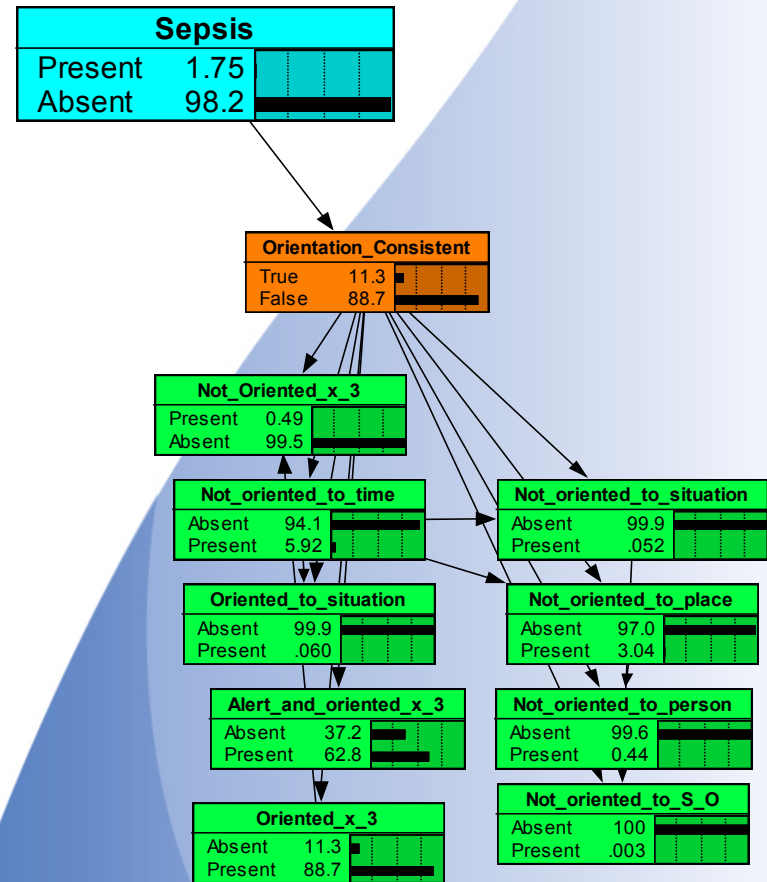 Sepsis
Present 1.75
Absent 98.2
Orientation_Consistent
True 11.3
False 88.7
Not_Oriented_x_3
Present 0.49
Absent 99.5
Not_oriented_to_time
Absent 94.1
Present 5.92
Not_oriented_to_situation
Absent 99.9
Present .052
Oriented_to_situation
Absent 99.9
Present .060
Not_oriented_to_place
Absent 97.0
Present 3.04
Alert_and_oriented_x_3
Absent 37.2
Present 62.8
Not_oriented_to_person
Absent 99.6
Present 0.44
Oriented_x_3
Absent 11.3
Present 88.7
Not_oriented_to_S_O
Absent 100
Present .003